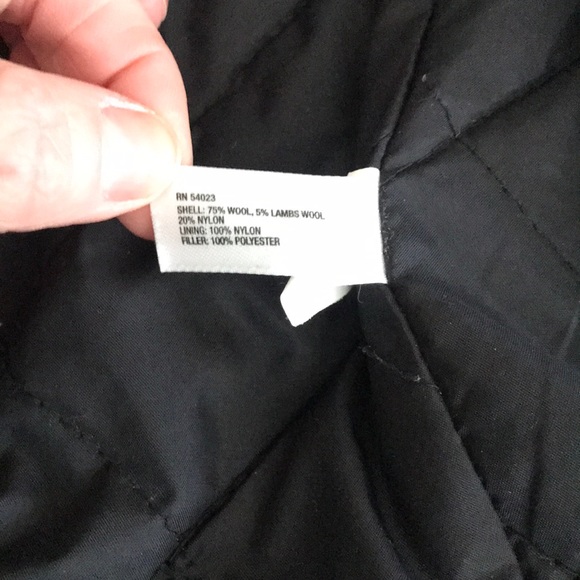 RN 54023
SHELL: 75% WOOL, 5% LAMBS WOOL
20% NYLON
LINING: 100% NYLON
FILLER: 100% POLYESTER